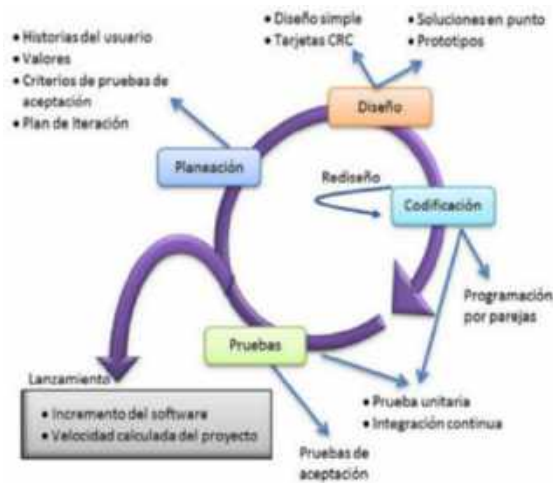 • Historias del usuario
• Valores
• Criterios de pruebas de
aceptación
• Plan de Iteración
• Diseño simple
• Tarjetas CRC
• Soluciones en punto
• Prototipos
Diseño
Planeación
Rediseño
Codificación
Programación
por parejas
Pruebas
Lanzamiento
• Incremento del software
• Velocidad calculada del proyecto
• Prueba unitaria
• Integración continua
Pruebas de
aceptación